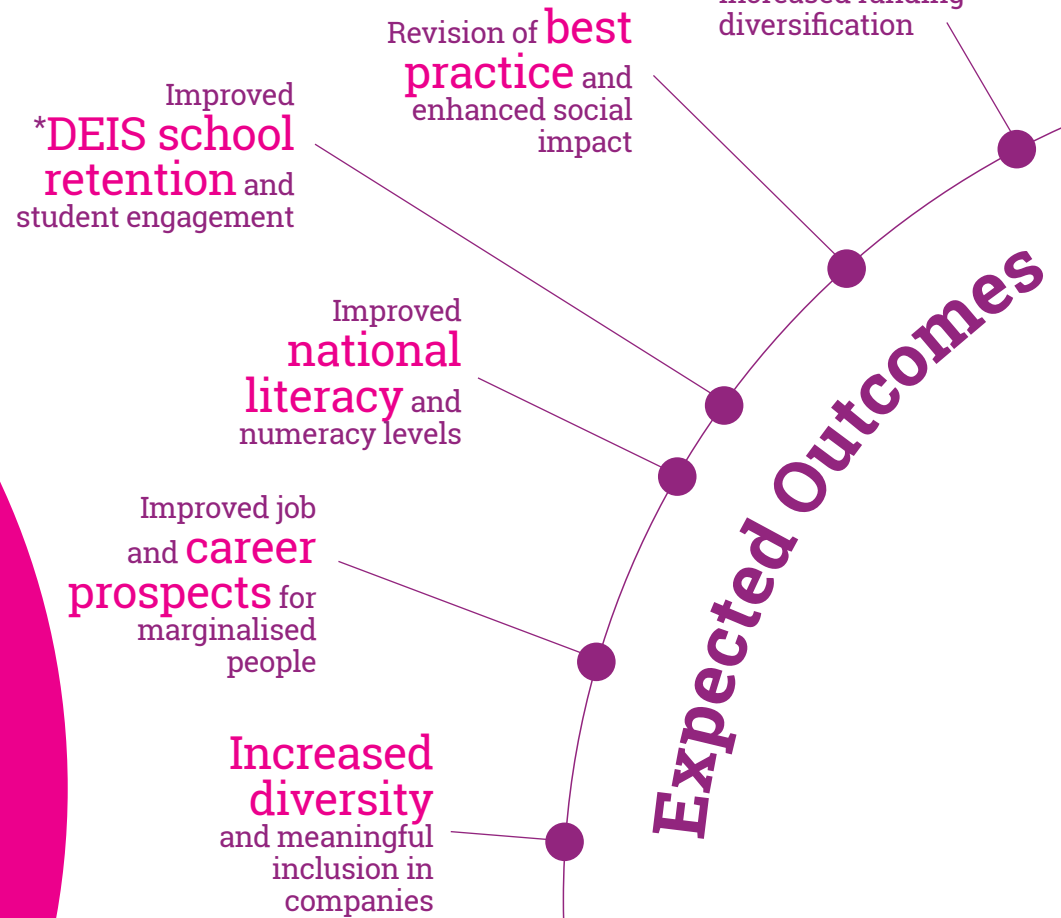 increased funding
diversification
Revision of best
practice and
enhanced social
impact
Improved
*DEIS school
retention and
student engagement
Improved
national
literacy and
numeracy levels
Improved job
and career
prospects for
marginalised
people
Increased
diversity
and meaningful
inclusion in
companies
Expected Outcomes